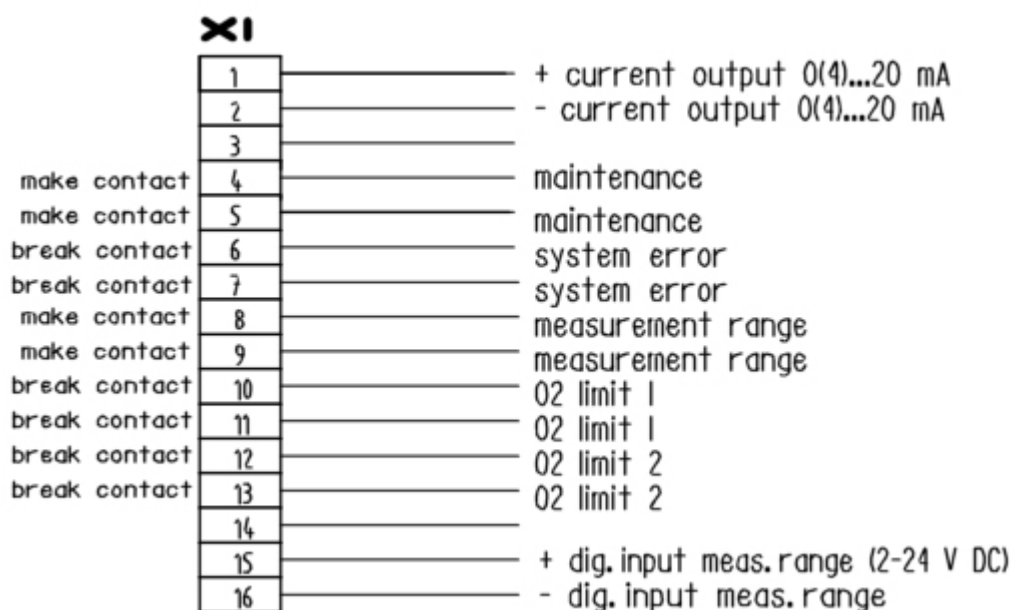 X1
1 + current output 0(4)...20 mA
2 - current output 0(4)...20 mA
3
make contact 4 maintenance
make contact 5 maintenance
break contact 6 system error
break contact 7 system error
make contact 8 measurement range
make contact 9 measurement range
break contact 10 O2 limit 1
break contact 11 O2 limit 1
break contact 12 O2 limit 2
break contact 13 O2 limit 2
14
15 + dig.input meas.range (2-24 V DC)
16 - dig.input meas.range